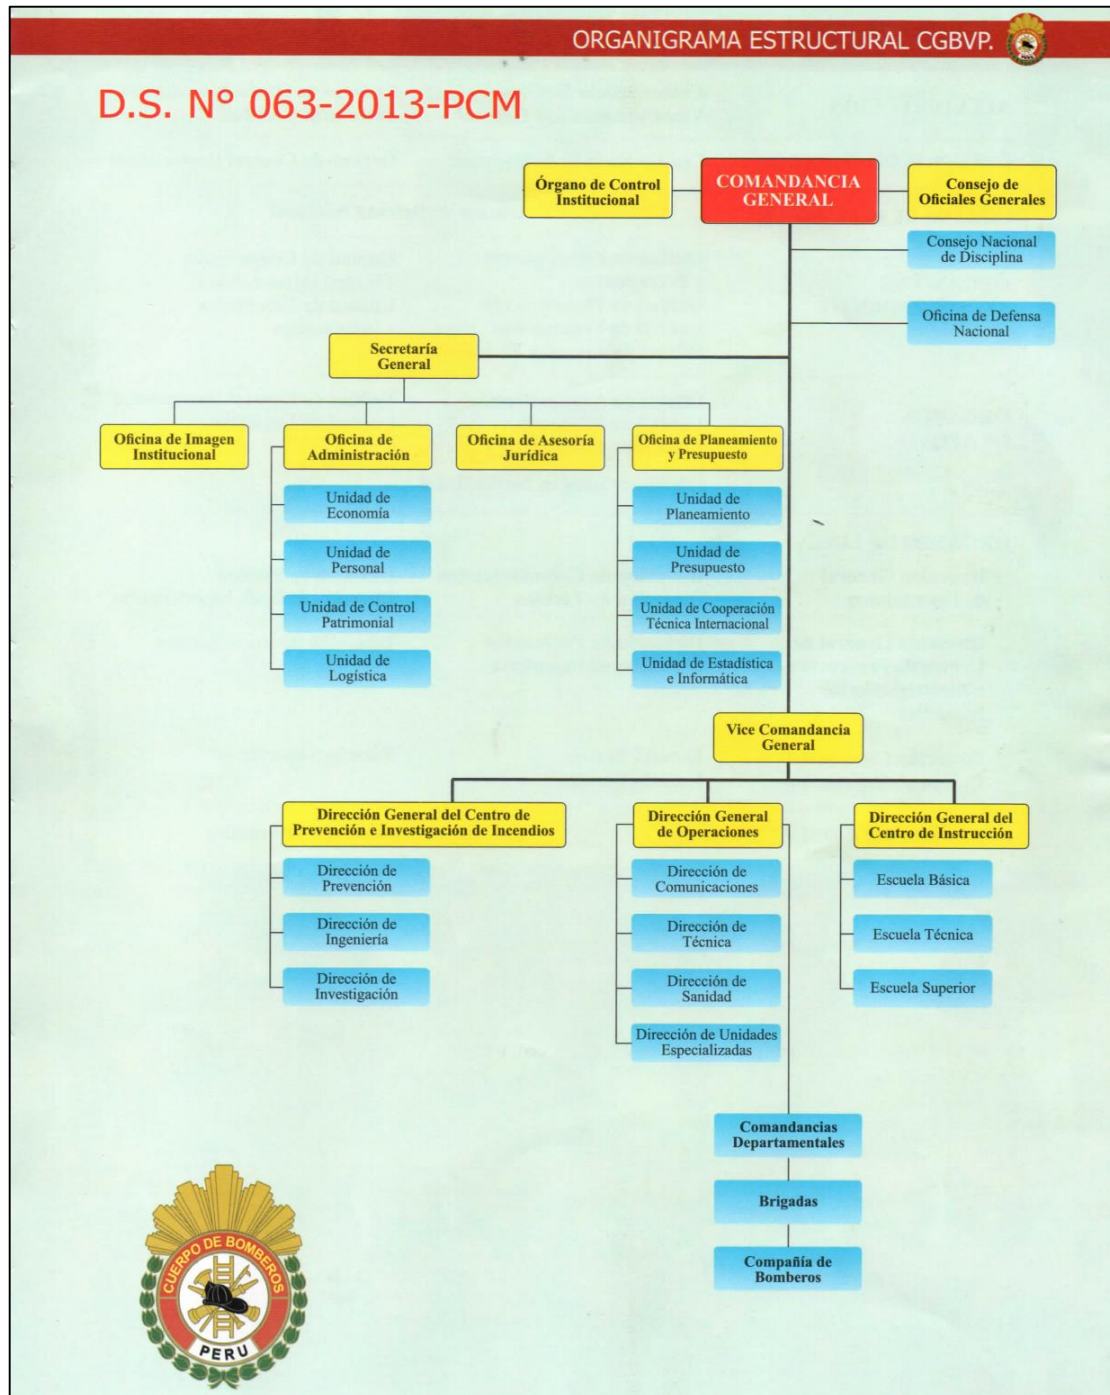 ORGANIGRAMA ESTRUCTURAL CGBVP.
D.S. N° 063-2013-PCM
Órgano de Control
Institucional
COMANDANCIA
GENERAL
Consejo de
Oficiales Generales
Consejo Nacional
de Disciplina
Oficina de Defensa
Nacional
Secretaría
General
Oficina de Imagen
Institucional
Oficina de
Administración
Oficina de Asesoría
Jurídica
Oficina de Planeamiento
y Presupuesto
Unidad de
Economía
Unidad de
Personal
Unidad de Control
Patrimonial
Unidad de
Logística
Unidad de
Planeamiento
Unidad de
Presupuesto
Unidad de Cooperación
Técnica Internacional
Unidad de Estadística
e Informática
Vice Comandancia
General
Dirección General del Centro de
Prevención e Investigación de Incendios
Dirección de
Prevención
Dirección de
Ingeniería
Dirección de
Investigación
Dirección General
de Operaciones
Dirección de
Comunicaciones
Dirección de
Técnica
Dirección de
Sanidad
Dirección de Unidades
Especializadas
Dirección General del
Centro de Instrucción
Escuela Básica
Escuela Técnica
Escuela Superior
Comandancias
Departamentales
Brigadas
Compañía de
Bomberos
CUERPO DE BOMBEROS
PERU